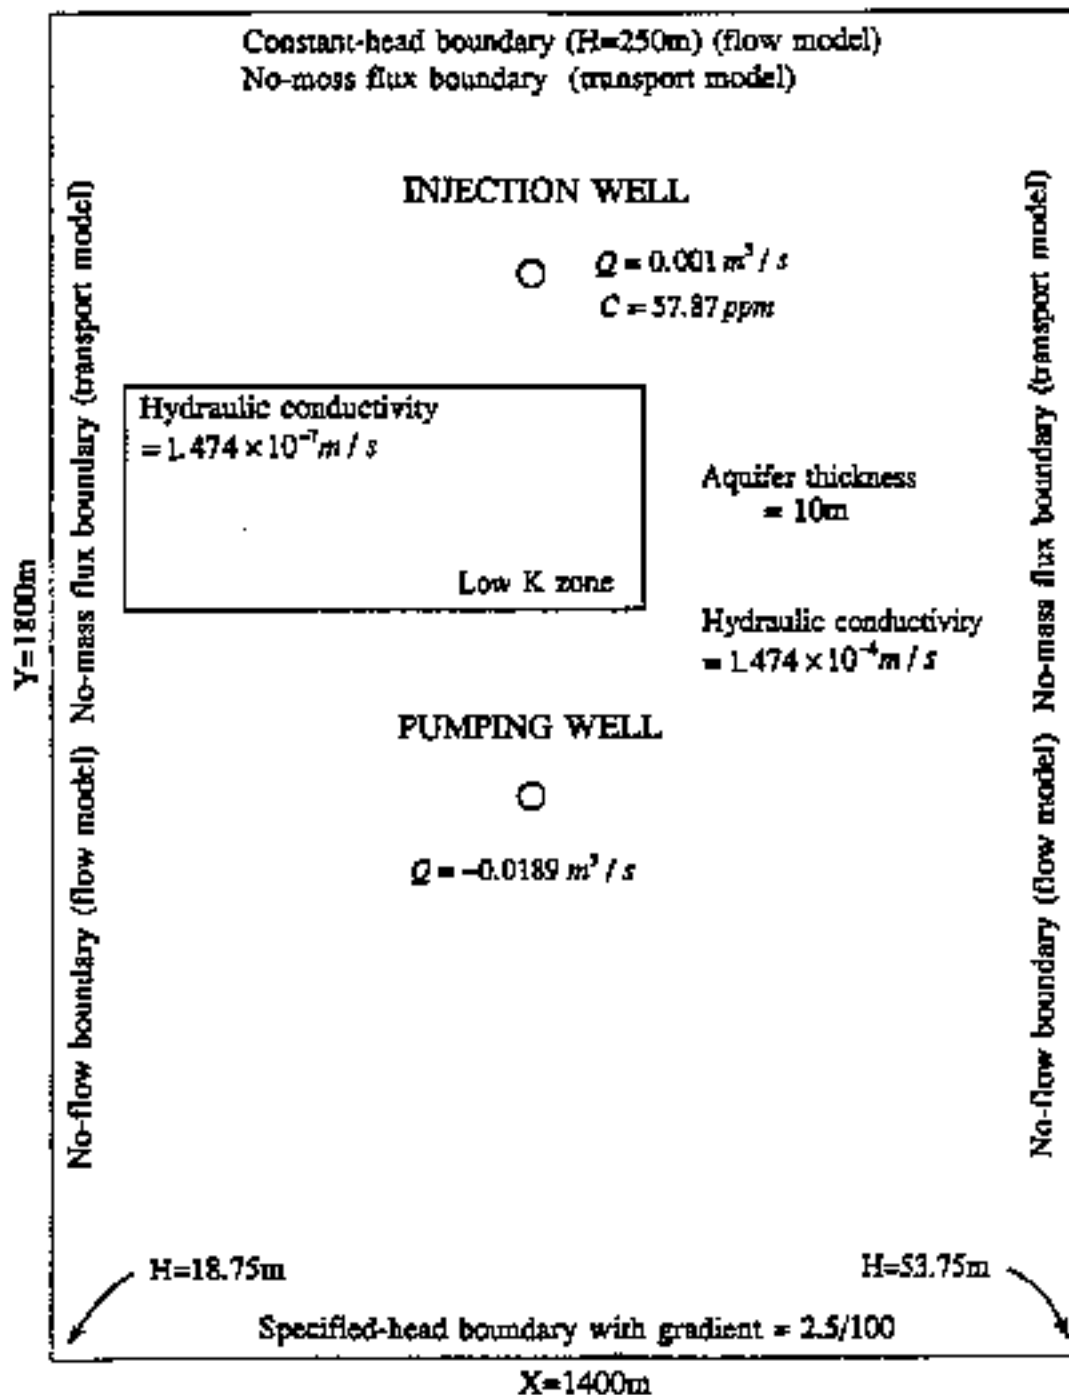 Constant-head boundary (H=250m) (flow model)
No-moss flux boundary (transport model)
INJECTION WELL
Q = 0.001 m³ / s
C = 57.87 ppm
Hydraulic conductivity
= 1.474 × 10⁻⁷ m / s
Low K zone
Aquifer thickness
= 10m
Hydraulic conductivity
= 1.474 × 10⁻⁴ m / s
PUMPING WELL
Q = −0.0189 m³ / s
Y=1800m
No-flow boundary (flow model) No-mass flux boundary (transport model)
No-flow boundary (flow model) No-mass flux boundary (transport model)
H=18.75m
H=53.75m
Specified-head boundary with gradient = 2.5/100
X=1400m